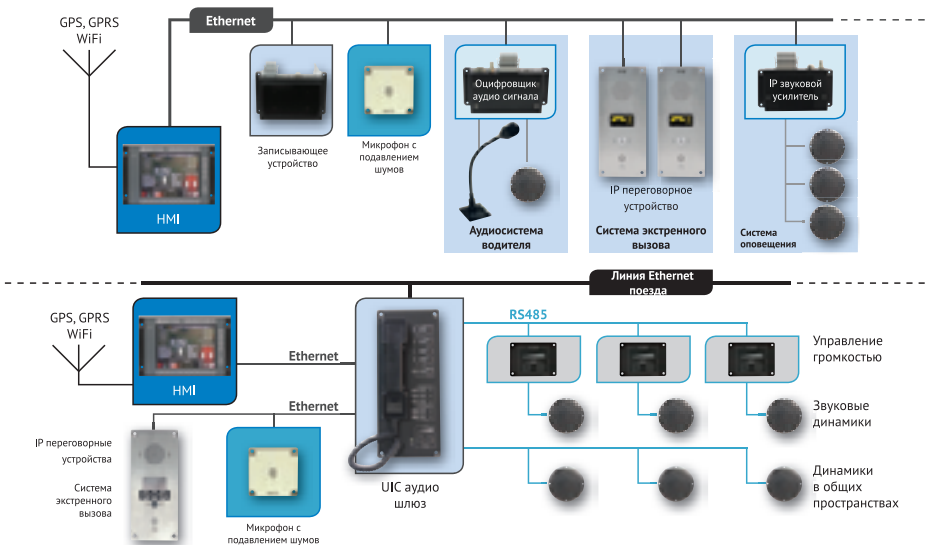 GPS, GPRS
WiFi
Ethernet
HMI
Записывающее
устройство
Микрофон с
подавлением
шумов
Оцифровщик
аудио сигнала
Аудиосистема
водителя
IP переговорное
устройство
Система экстренного
вызова
IP звуковой
усилитель
Система
оповещения
Линия Ethernet
поезда
GPS, GPRS
WiFi
HMI
Ethernet
Ethernet
IP переговорные
устройства
Система
экстренного
вызова
Микрофон с
подавлением шумов
UIC аудио
шлюз
RS485
Управление
громкостью
Звуковые
динамики
Динамики
в общих
пространствах